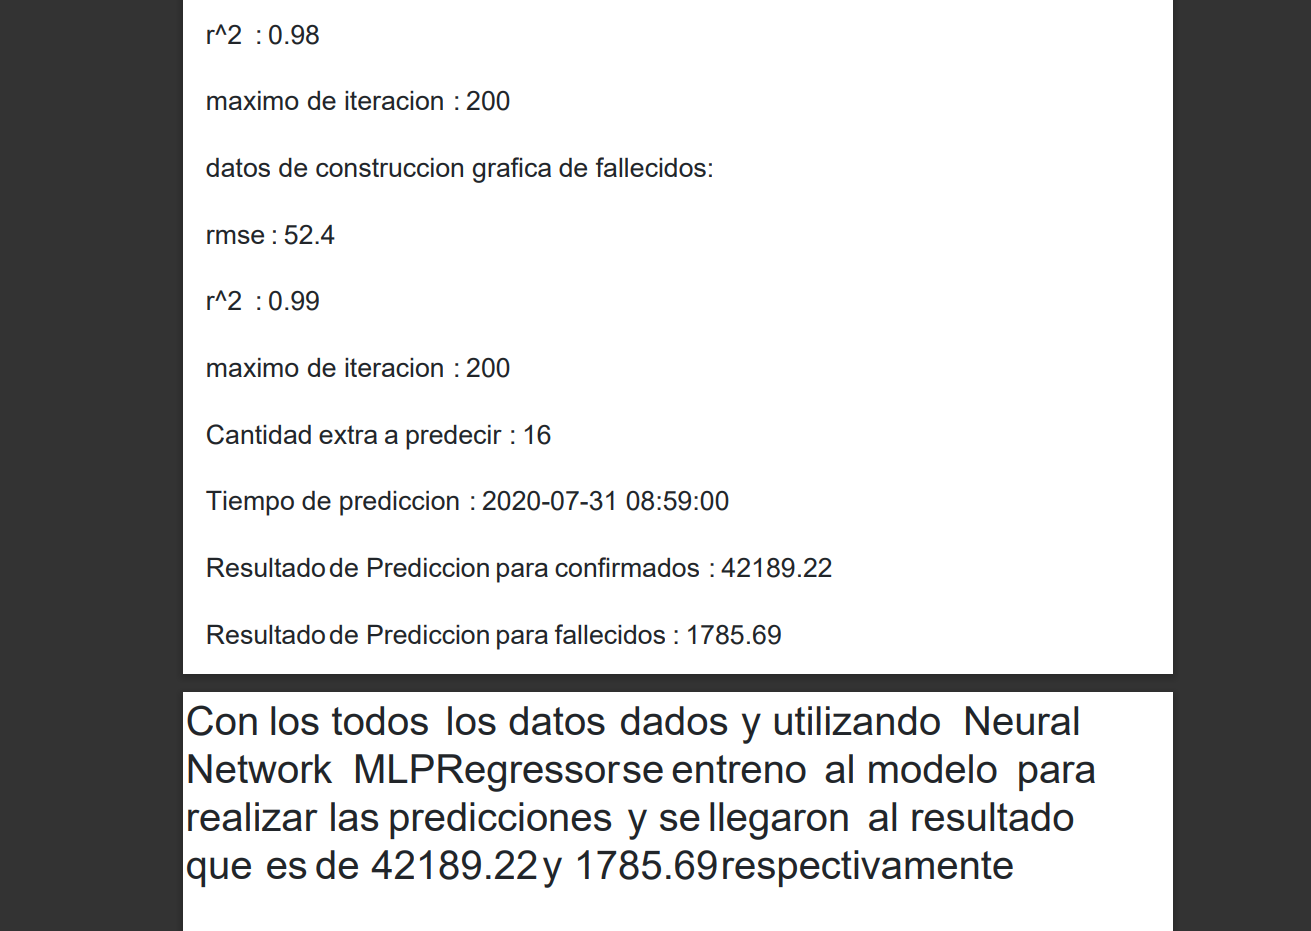 r^2 : 0.98
maximo de iteracion : 200
datos de construccion grafica de fallecidos:
rmse : 52.4
r^2 : 0.99
maximo de iteracion : 200
Cantidad extra a predecir : 16
Tiempo de prediccion : 2020-07-31 08:59:00
Resultado de Prediccion para confirmados : 42189.22
Resultado de Prediccion para fallecidos : 1785.69
Con los todos los datos dados y utilizando Neural
Network MLPRegressor se entreno al modelo para
realizar las predicciones y se llegaron al resultado
que es de 42189.22 y 1785.69 respectivamente